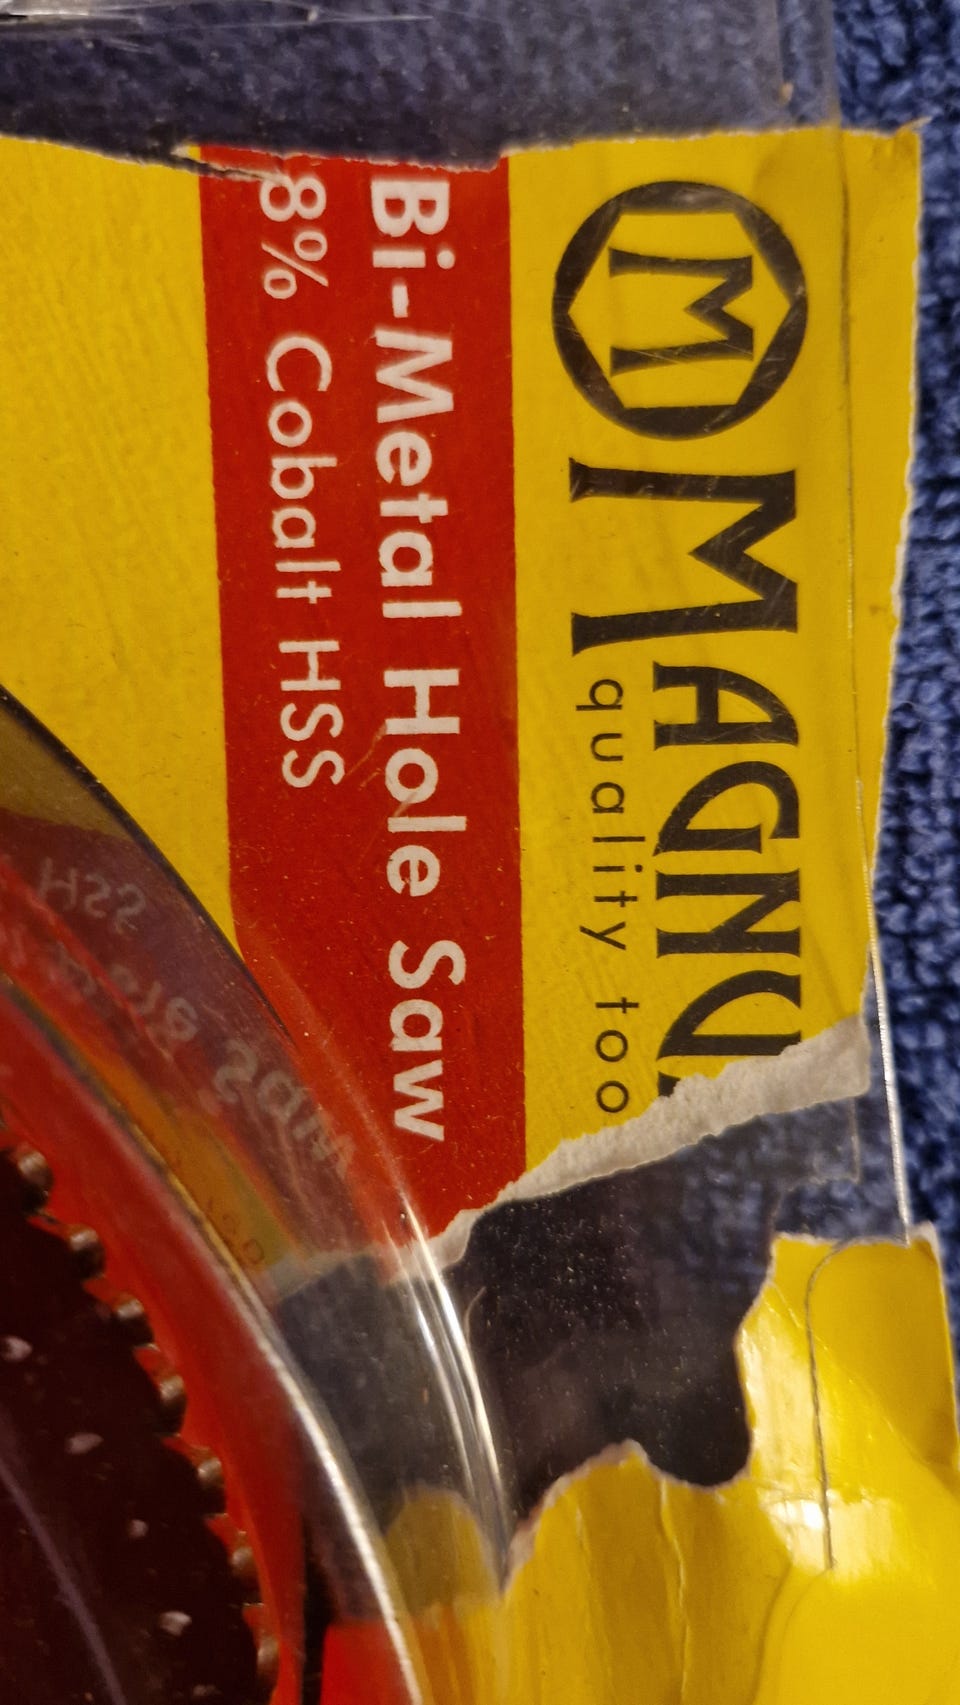 M
MAGNU
quality too
Bi-Metal Hole Saw
8% Cobalt HSS